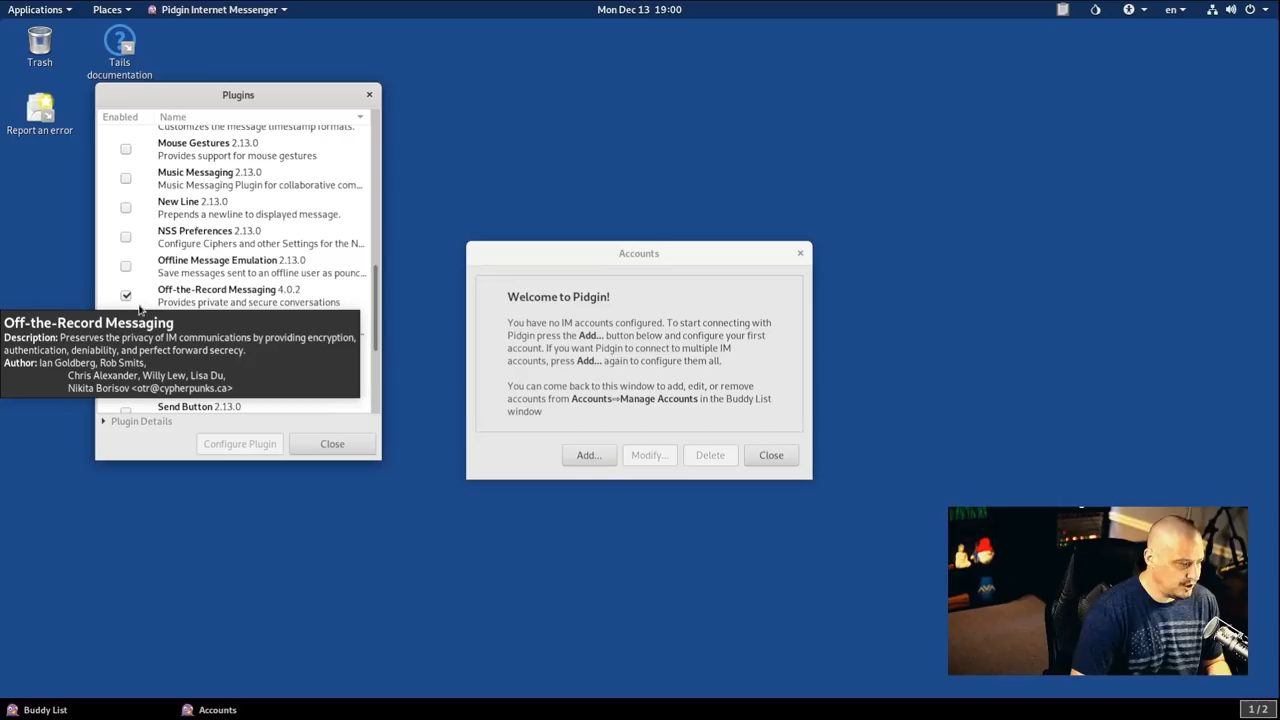 Applications Places Pidgin Internet Messenger Mon Dec 13 19:00 en
Trash
Tails
documentation
Report an error
Plugins ×
Enabled Name
Customizes the message timestamp formats.
Mouse Gestures 2.13.0
Provides support for mouse gestures
Music Messaging 2.13.0
Music Messaging Plugin for collaborative com...
New Line 2.13.0
Prepends a newline to displayed message.
NSS Preferences 2.13.0
Configure Ciphers and other Settings for the N...
Offline Message Emulation 2.13.0
Save messages sent to an offline user as pounc...
Off-the-Record Messaging 4.0.2
Provides private and secure conversations
Off-the-Record Messaging
Description: Preserves the privacy of IM communications by providing encryption,
authentication, deniability, and perfect forward secrecy.
Author: Ian Goldberg, Rob Smits,
Chris Alexander, Willy Lew, Lisa Du,
Nikita Borisov <otr@cypherpunks.ca>
Send Button 2.13.0
Plugin Details
Configure Plugin Close
Accounts ×
Welcome to Pidgin!
You have no IM accounts configured. To start connecting with
Pidgin press the Add... button below and configure your first
account. If you want Pidgin to connect to multiple IM
accounts, press Add... again to configure them all.
You can come back to this window to add, edit, or remove
accounts from Accounts⇨Manage Accounts in the Buddy List
window
Add... Modify... Delete Close
Buddy List Accounts 1 / 2